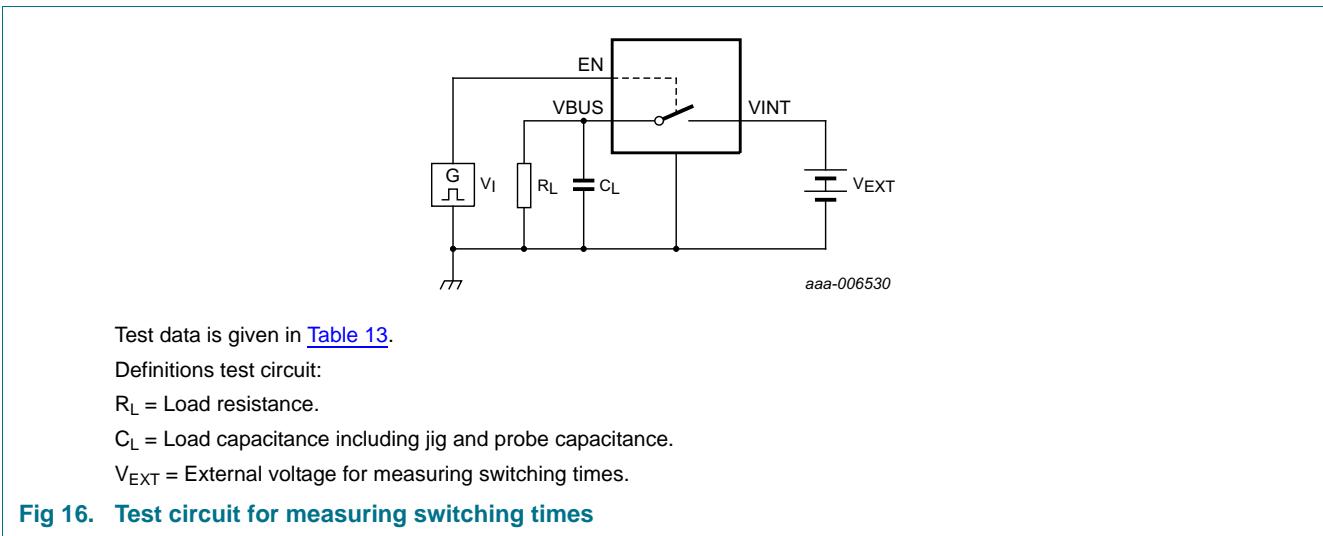 EN
VBUS
VINT
G
VI
RL
CL
VEXT
aaa-006530
Test data is given in Table 13.
Definitions test circuit:
RL = Load resistance.
CL = Load capacitance including jig and probe capacitance.
VEXT = External voltage for measuring switching times.
Fig 16. Test circuit for measuring switching times